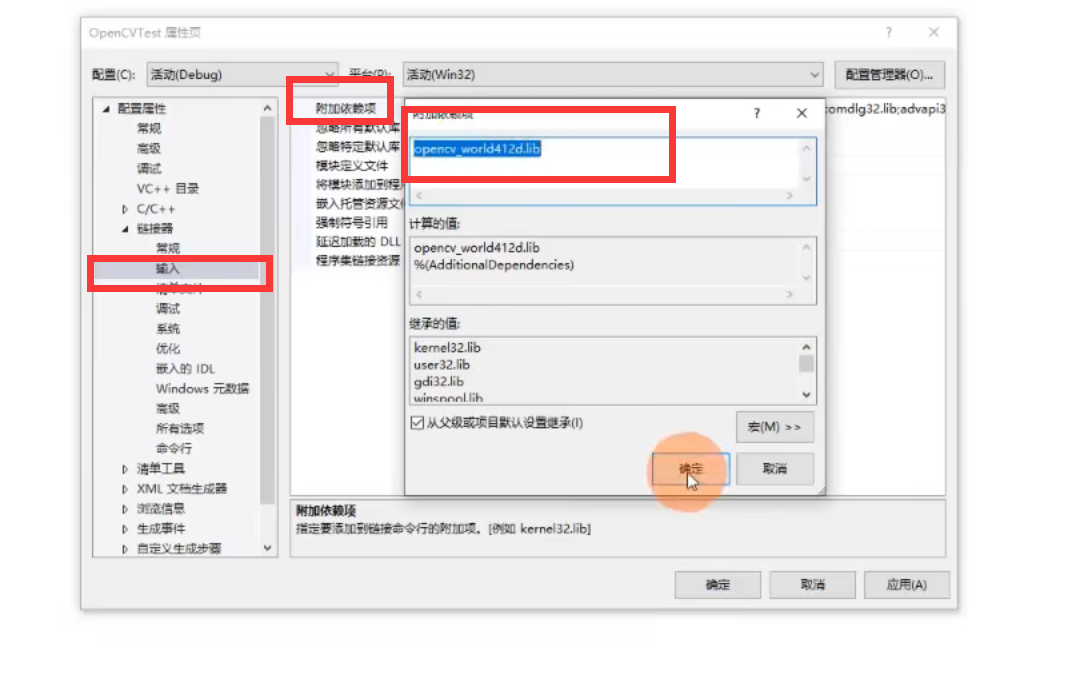 OpenCVTest 属性页
?
配置(C):
活动(Debug)
平台(P):
活动(Win32)
配置管理器(O)...
配置属性
常规
高级
调试
VC++ 目录
C/C++
链接器
常规
输入
清单文件
调试
系统
优化
嵌入的 IDL
Windows 元数据
高级
所有选项
命令行
清单工具
XML 文档生成器
浏览信息
生成事件
自定义生成步骤
附加依赖项
忽略所有默认库
忽略特定默认库
模块定义文件
将模块添加到程
嵌入托管资源文
强制符号引用
延迟加载的 DLL
程序集链接资源
comdlg32.lib;advapi3
附加依赖项
?
opencv_world412d.lib
计算的值:
opencv_world412d.lib
%(AdditionalDependencies)
继承的值:
kernel32.lib
user32.lib
gdi32.lib
winspool.lib
从父级或项目默认设置继承(I)
宏(M) >>
确定
取消
附加依赖项
指定要添加到链接命令行的附加项。[例如 kernel32.lib]
确定
取消
应用(A)